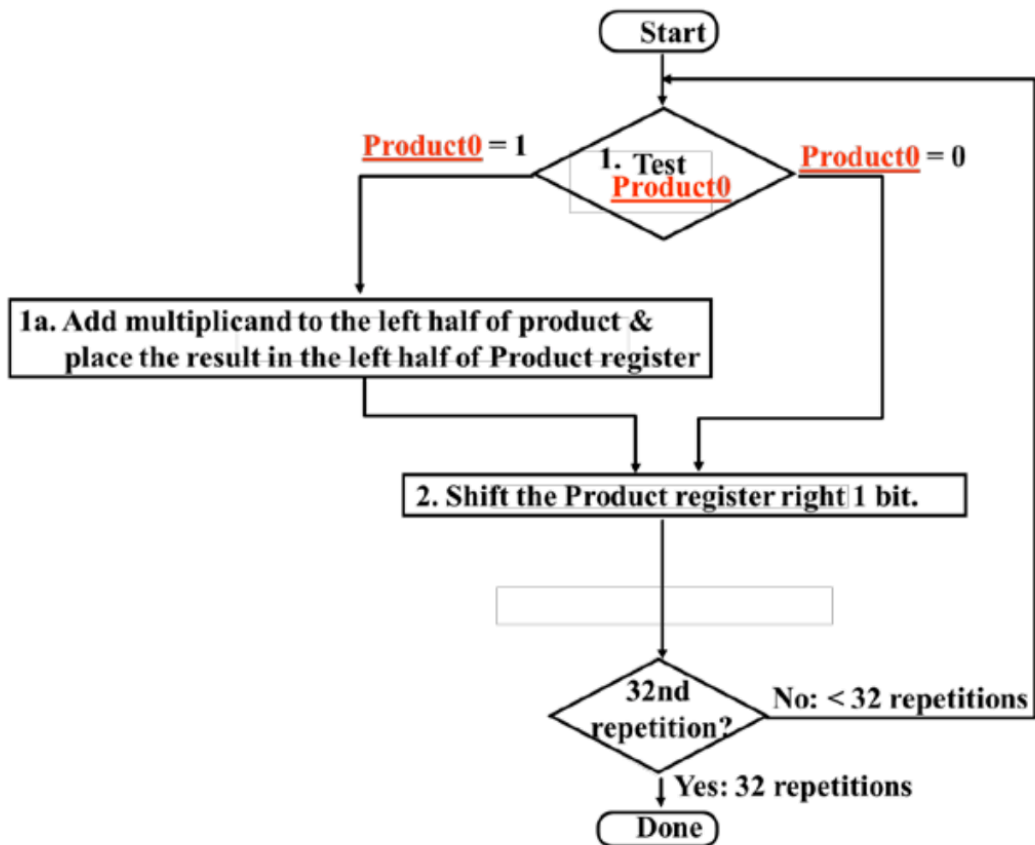 Start
Product0 = 1
1. Test
Product0
Product0 = 0
1a. Add multiplicand to the left half of product &
place the result in the left half of Product register
2. Shift the Product register right 1 bit.
32nd
repetition?
No: < 32 repetitions
Yes: 32 repetitions
Done